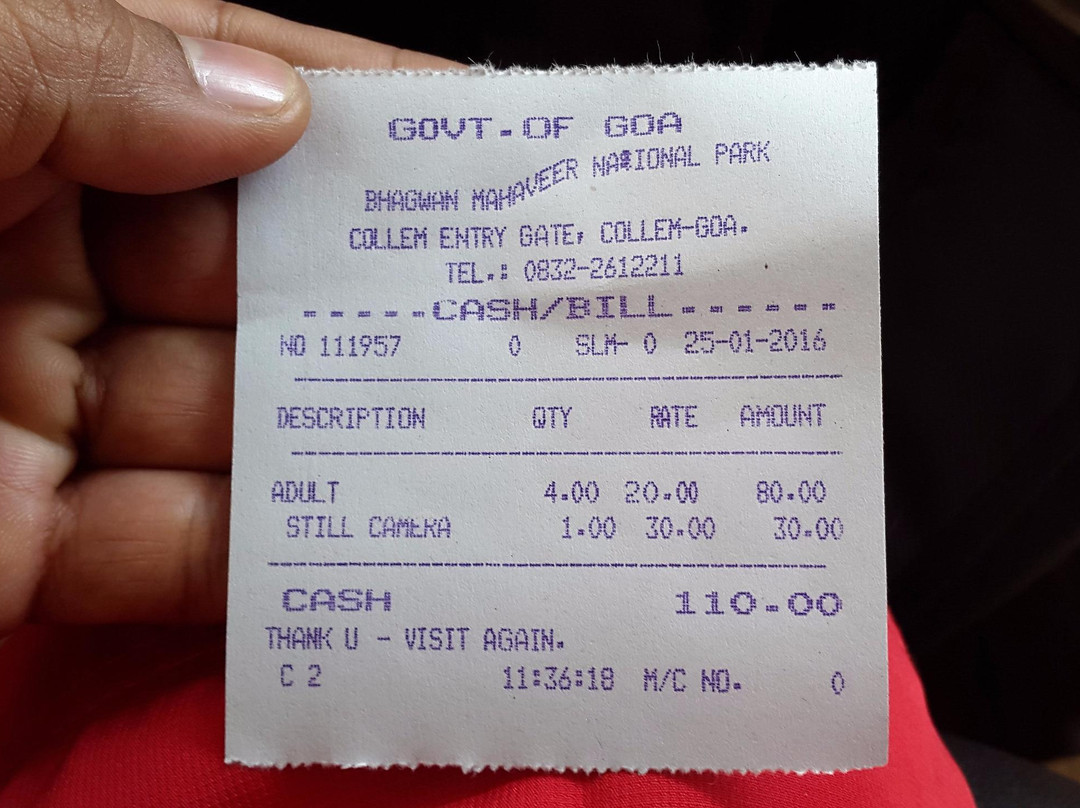 GOVT.OF GOA
BHAGWAN MAHAVEER NATIONAL PARK
COLLEM ENTRY GATE, COLLEM-GOA.
TEL.: 0832-2612211
-----CASH/BILL------
NO 111957 0 SLM- 0 25-01-2016
DESCRIPTION QTY RATE AMOUNT
ADULT 4.00 20.00 80.00
STILL CAMERA 1.00 30.00 30.00
CASH 110.00
THANK U - VISIT AGAIN.
C 2 11:36:18 M/C NO. 0